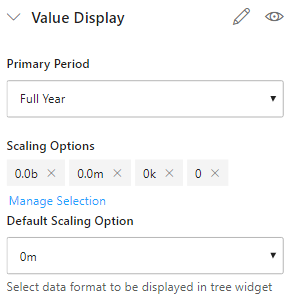 Value Display
Primary Period
Full Year
Scaling Options
0.0b × 0.0m × 0k × 0 ×
Manage Selection
Default Scaling Option
0m
Select data format to be displayed in tree widget